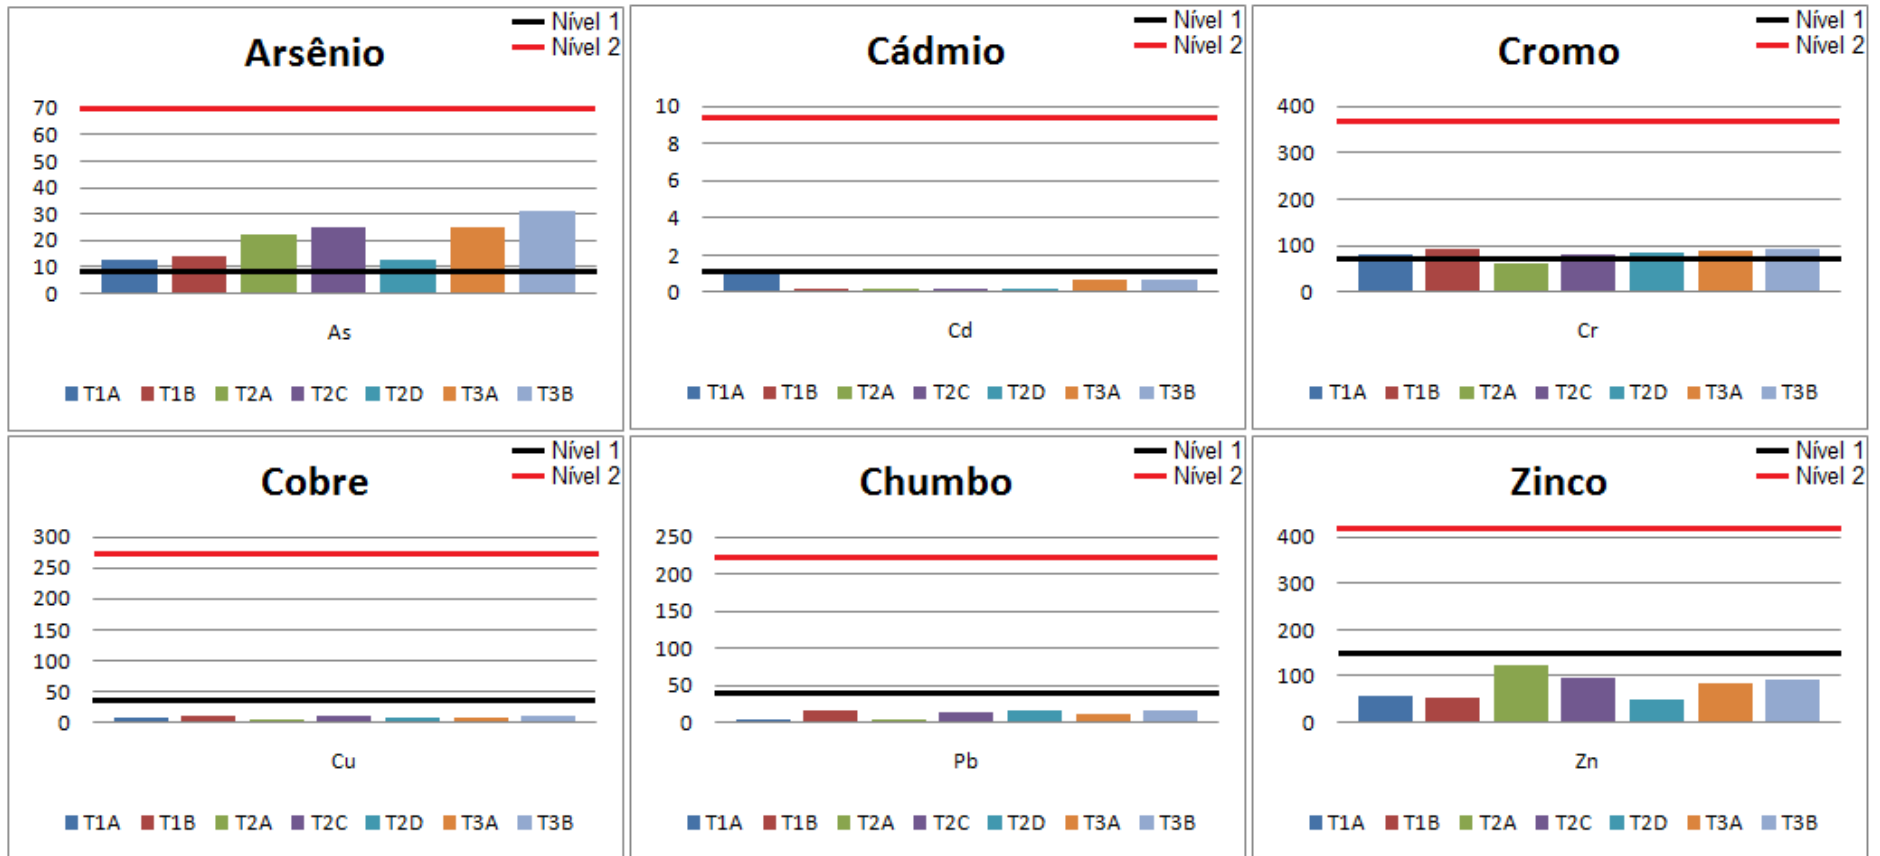 Nível 1
Nível 2
Arsênio
70
60
50
40
30
20
10
0
As
T1A T1B T2A T2C T2D T3A T3B
Nível 1
Nível 2
Cádmio
10
8
6
4
2
0
Cd
T1A T1B T2A T2C T2D T3A T3B
Nível 1
Nível 2
Cromo
400
300
200
100
0
Cr
T1A T1B T2A T2C T2D T3A T3B
Nível 1
Nível 2
Cobre
300
250
200
150
100
50
0
Cu
T1A T1B T2A T2C T2D T3A T3B
Nível 1
Nível 2
Chumbo
250
200
150
100
50
0
Pb
T1A T1B T2A T2C T2D T3A T3B
Nível 1
Nível 2
Zinco
400
300
200
100
0
Zn
T1A T1B T2A T2C T2D T3A T3B